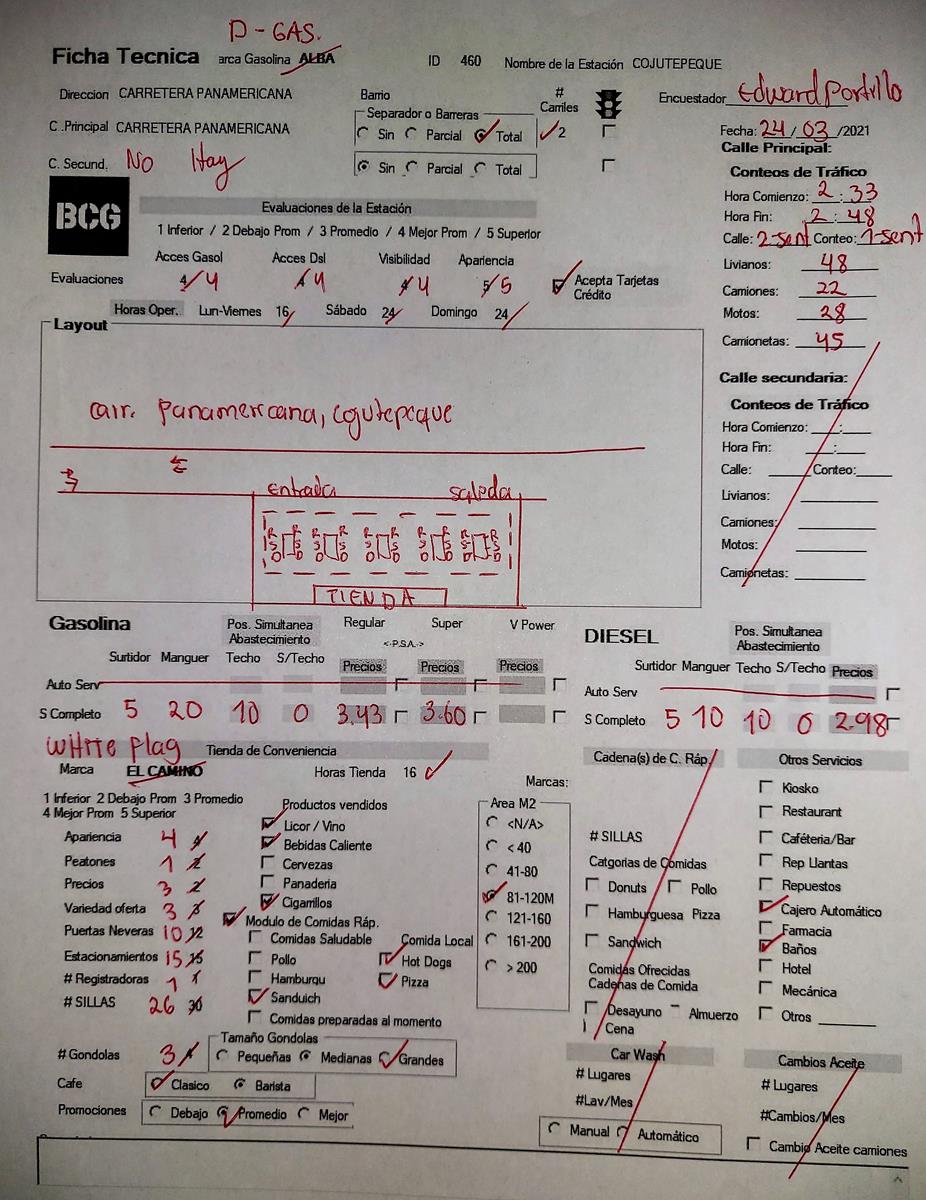 D-GAS.
Ficha Tecnica arca Gasolina ALBA ID 460 Nombre de la Estación COJUTEPEQUE
Direccion CARRETERA PANAMERICANA Barrio # Carriles Encuestador Edward Portillo
Separador o Barreras
C .Principal CARRETERA PANAMERICANA Sin Parcial Total 2 Fecha: 24 / 03 /2021
C. Secund. No Hay Sin Parcial Total
Calle Principal:
Conteos de Tráfico
Hora Comienzo: 2 : 33
Hora Fin: 2 : 48
Calle: 2-sent Conteo: 1-sent
Livianos: 48
Camiones: 22
Motos: 28
Camionetas: 45
BCG
Evaluaciones de la Estación
1 Inferior / 2 Debajo Prom / 3 Promedio / 4 Mejor Prom / 5 Superior
Acces Gasol Acces Dsl Visibilidad Apariencia
Evaluaciones 4/4 4 4/4 5/5 Acepta Tarjetas Crédito
Horas Oper. Lun-Viernes 16 Sábado 24 Domingo 24
Layout
carr. Panamericana, cojutepeque
entrada salida
R S D R S D R S D R S D R S D R S D R S D R S D R S D R S D
TIENDA
Calle secundaria:
Conteos de Tráfico
Hora Comienzo: ___:___
Hora Fin: ___:___
Calle: Conteo:
Livianos:
Camiones:
Motos:
Camionetas:
Gasolina Pos. Simultanea Abastecimiento Regular Super V Power
<-P.S.A.->
Surtidor Manguer Techo S/Techo Precios Precios Precios
Auto Serv
S Completo 5 20 10 0 3.43 3.60
DIESEL Pos. Simultanea Abastecimiento
Surtidor Manguer Techo S/Techo Precios
Auto Serv
S Completo 5 10 10 0 2.98
White Flag Tienda de Conveniencia
Marca EL CAMINO Horas Tienda 16
1 Inferior 2 Debajo Prom 3 Promedio
4 Mejor Prom 5 Superior
Apariencia 4
Peatones 1 2
Precios 3 2
Variedad oferta 3
Puertas Neveras 10 12
Estacionamientos 15
# Registradoras 1 1
# SILLAS 26 30
# Gondolas 3
Productos vendidos
Licor / Vino
Bebidas Caliente
Cervezas
Panaderia
Cigarrillos
Modulo de Comidas Ráp.
Comidas Saludable Comida Local
Pollo Hot Dogs
Hamburgu Pizza
Sanduich
Comidas preparadas al momento
Tamaño Gondolas
Pequeñas Medianas Grandes
Cafe Clasico Barista
Promociones Debajo Promedio Mejor
Marcas:
Area M2
<N/A>
< 40
41-80
81-120M
121-160
161-200
> 200
Cadena(s) de C. Ráp.
# SILLAS
Catgorias de Comidas
Donuts Pollo
Hamburguesa Pizza
Sandwich
Comidas Ofrecidas
Cadenas de Comida
Desayuno Almuerzo
Cena
Car Wash
# Lugares
#Lav/Mes
Manual Automático
Otros Servicios
Kiosko
Restaurant
Caféteria/Bar
Rep Llantas
Repuestos
Cajero Automático
Farmacia
Baños
Hotel
Mecánica
Otros
Cambios Aceite
# Lugares
#Cambios/Mes
Cambio Aceite camiones